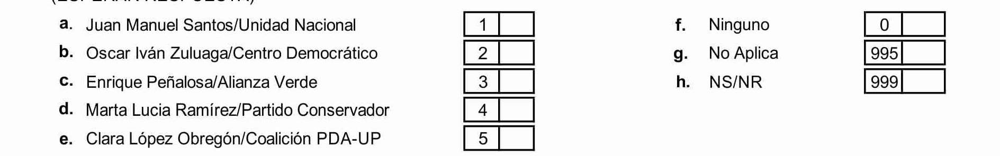 a. Juan Manuel Santos/Unidad Nacional 1
b. Oscar Iván Zuluaga/Centro Democrático 2
c. Enrique Peñalosa/Alianza Verde 3
d. Marta Lucia Ramírez/Partido Conservador 4
e. Clara López Obregón/Coalición PDA-UP 5
f. Ninguno 0
g. No Aplica 995
h. NS/NR 999